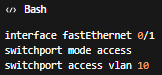 Bash
interface fastEthernet 0/1
switchport mode access
switchport access vlan 10